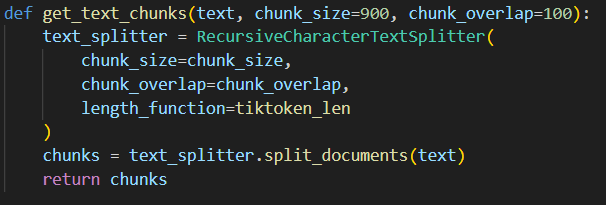 def get_text_chunks(text, chunk_size=900, chunk_overlap=100):
    text_splitter = RecursiveCharacterTextSplitter(
        chunk_size=chunk_size,
        chunk_overlap=chunk_overlap,
        length_function=tiktoken_len
    )
    chunks = text_splitter.split_documents(text)
    return chunks